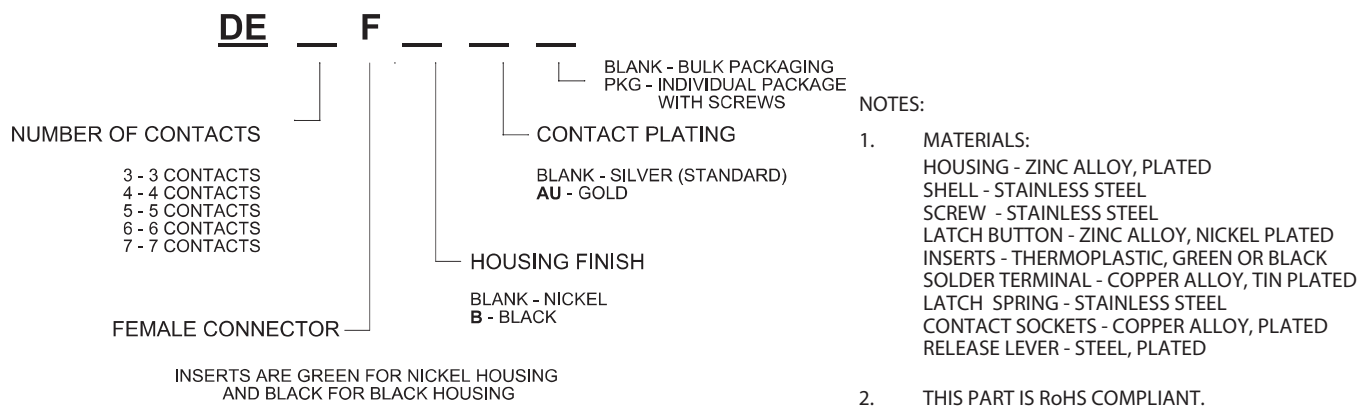 DE __ F __ __ __
BLANK - BULK PACKAGING
PKG - INDIVIDUAL PACKAGE
WITH SCREWS
NUMBER OF CONTACTS
3 - 3 CONTACTS
4 - 4 CONTACTS
5 - 5 CONTACTS
6 - 6 CONTACTS
7 - 7 CONTACTS
CONTACT PLATING
BLANK - SILVER (STANDARD)
AU - GOLD
HOUSING FINISH
BLANK - NICKEL
B - BLACK
FEMALE CONNECTOR
INSERTS ARE GREEN FOR NICKEL HOUSING
AND BLACK FOR BLACK HOUSING
NOTES:
1. MATERIALS:
HOUSING - ZINC ALLOY, PLATED
SHELL - STAINLESS STEEL
SCREW - STAINLESS STEEL
LATCH BUTTON - ZINC ALLOY, NICKEL PLATED
INSERTS - THERMOPLASTIC, GREEN OR BLACK
SOLDER TERMINAL - COPPER ALLOY, TIN PLATED
LATCH SPRING - STAINLESS STEEL
CONTACT SOCKETS - COPPER ALLOY, PLATED
RELEASE LEVER - STEEL, PLATED
2. THIS PART IS RoHS COMPLIANT.